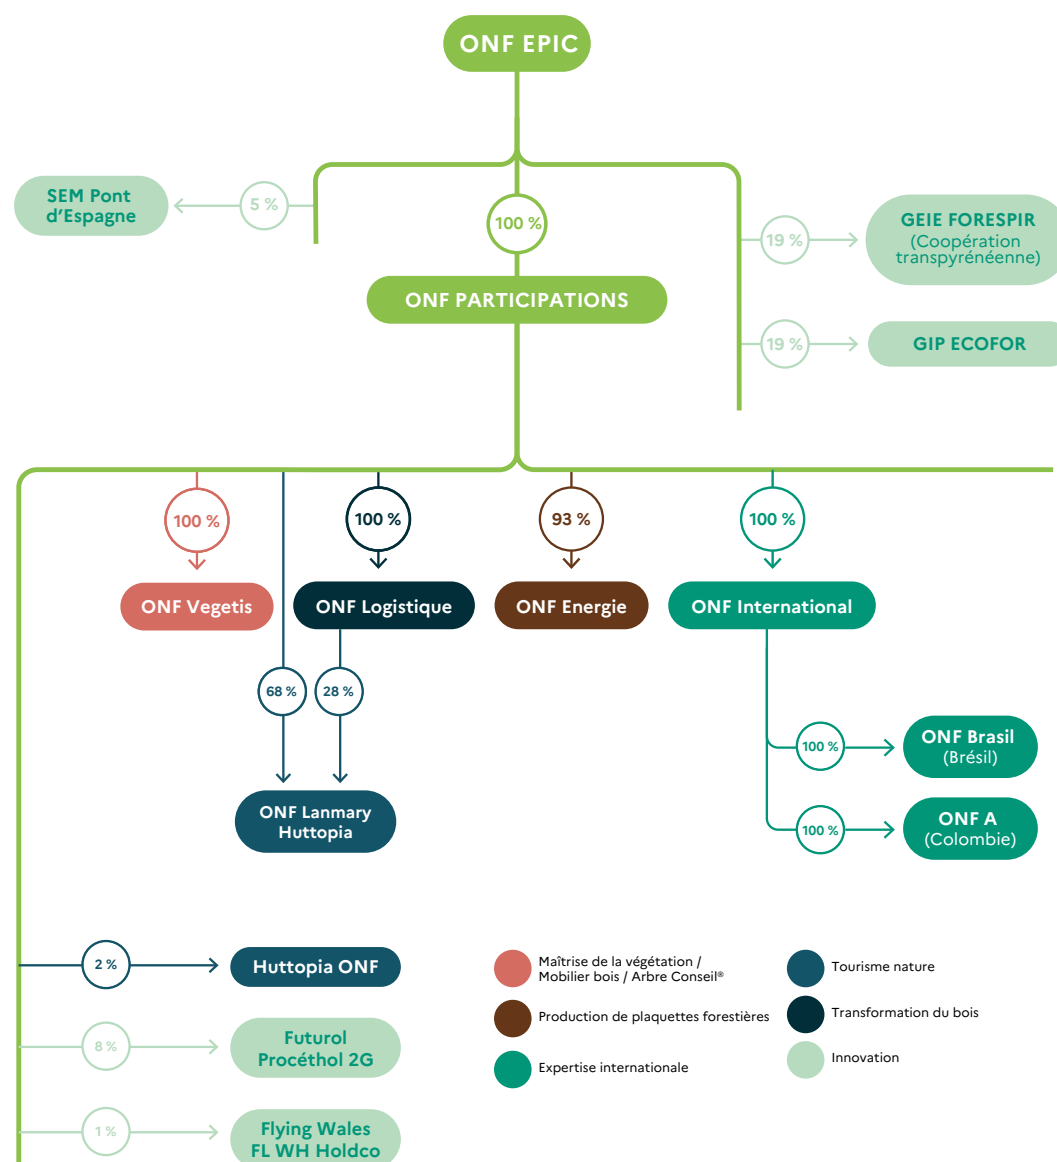 ONF EPIC
SEM Pont
d'Espagne
5 %
100 %
19 %
GEIE FORESPIR
(Coopération
transpyrénéenne)
ONF PARTICIPATIONS
19 %
GIP ECOFOR
100 %
100 %
93 %
100 %
ONF Vegetis
ONF Logistique
ONF Energie
ONF International
68 %
28 %
100 %
ONF Brasil
(Brésil)
ONF Lanmary
Huttopia
100 %
ONF A
(Colombie)
2 %
Huttopia ONF
8 %
Futurol
Procéthol 2G
1 %
Flying Wales
FL WH Holdco
Maîtrise de la végétation /
Mobilier bois / Arbre Conseil®
Production de plaquettes forestières
Expertise internationale
Tourisme nature
Transformation du bois
Innovation